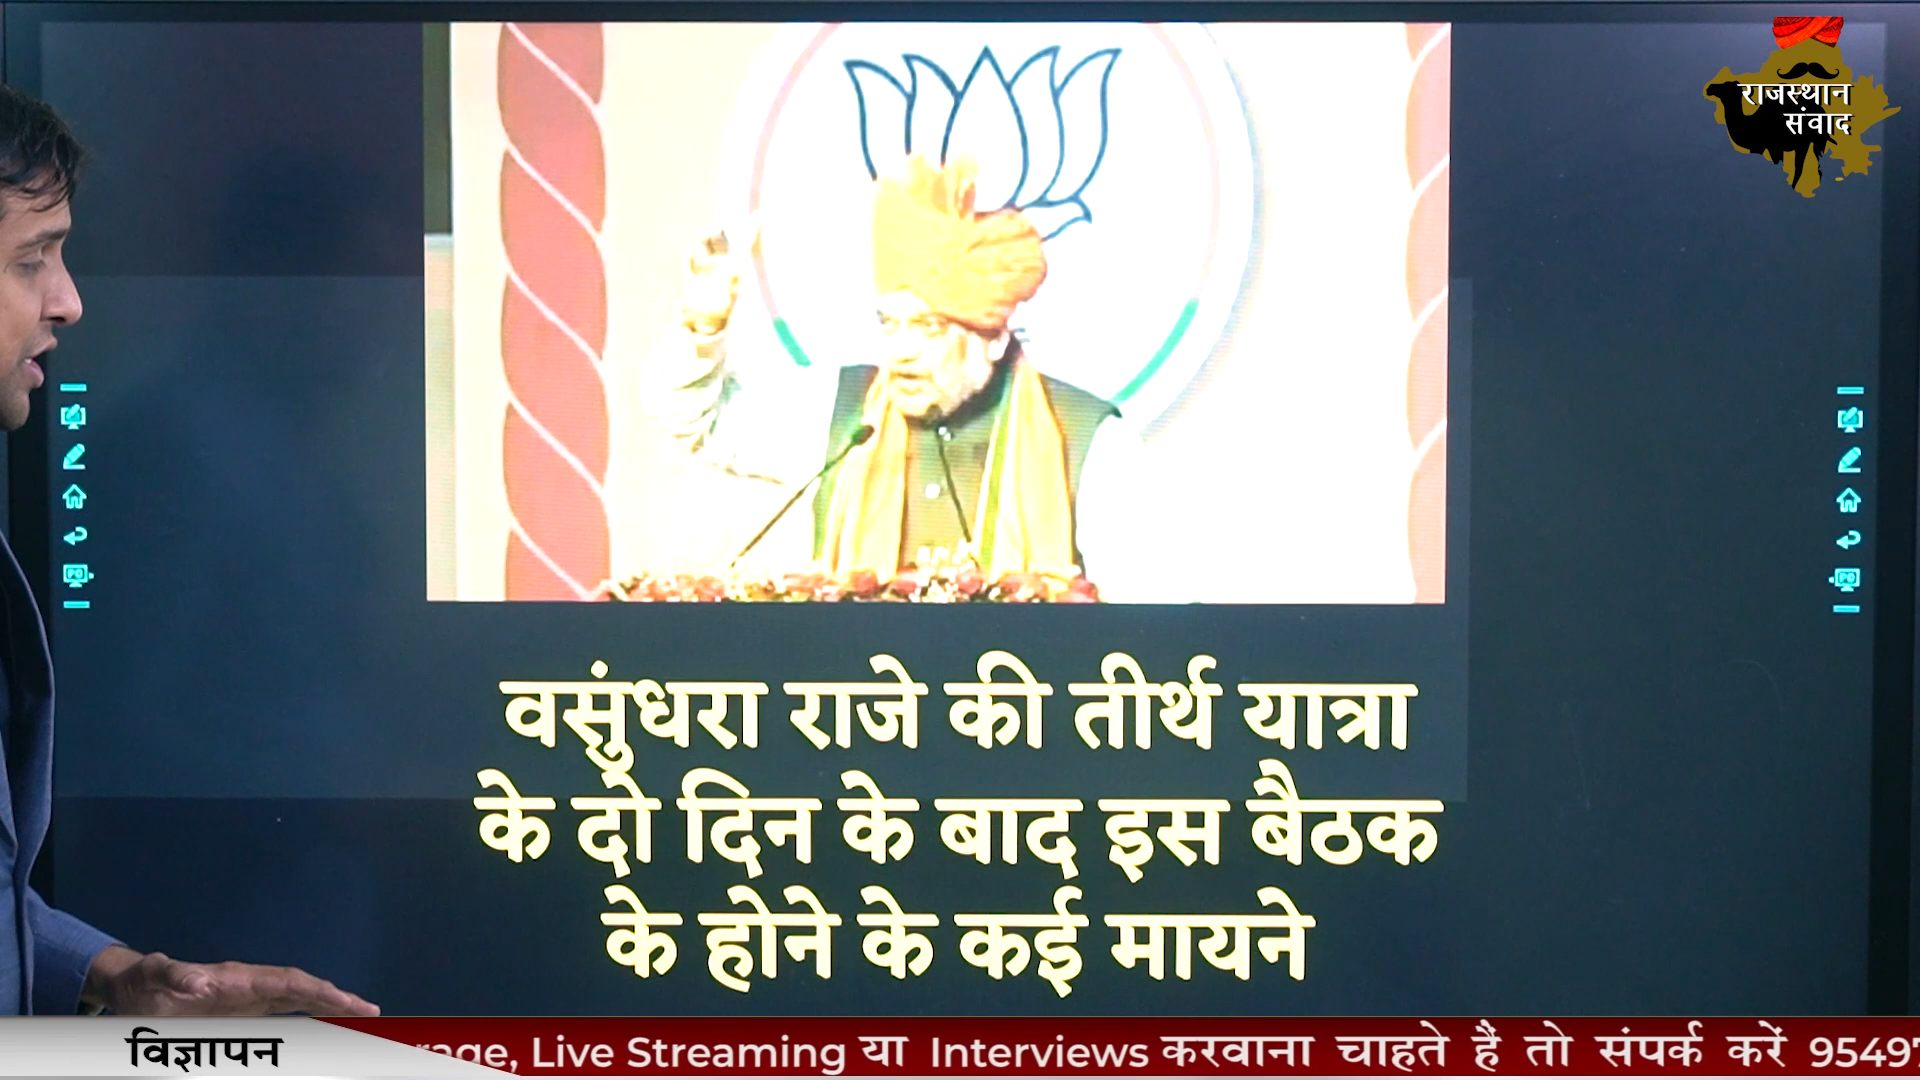 राजस्थान
संवाद
वसुंधरा राजे की तीर्थ यात्रा
के दो दिन के बाद इस बैठक
के होने के कई मायने
विज्ञापन
Live Streaming या Interviews करवाना चाहते हैं तो संपर्क करें